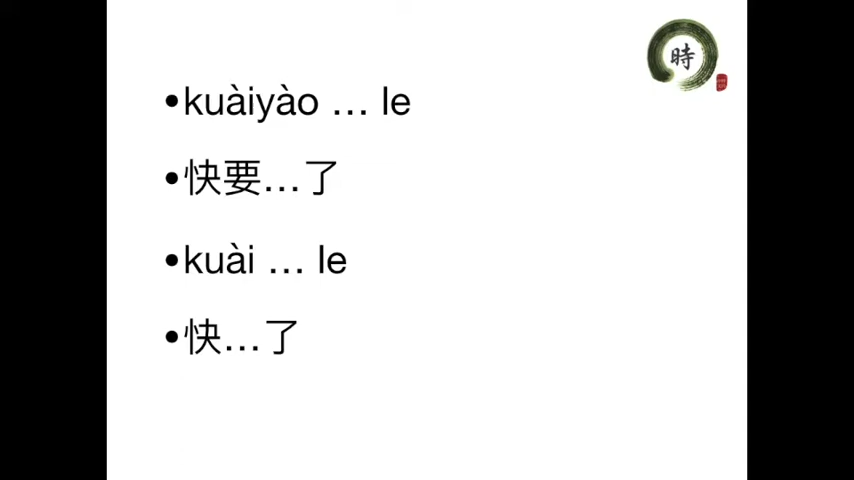 時
•kuàiyào … le
•快要…了
•kuài … le
•快…了